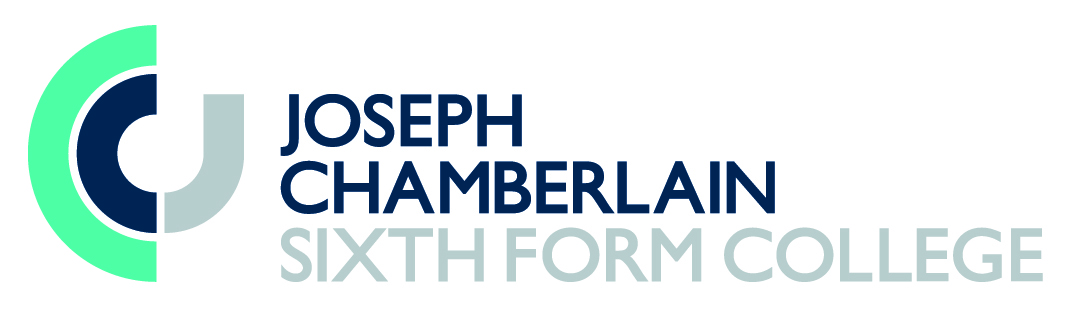 JOSEPH
CHAMBERLAIN
SIXTH FORM COLLEGE